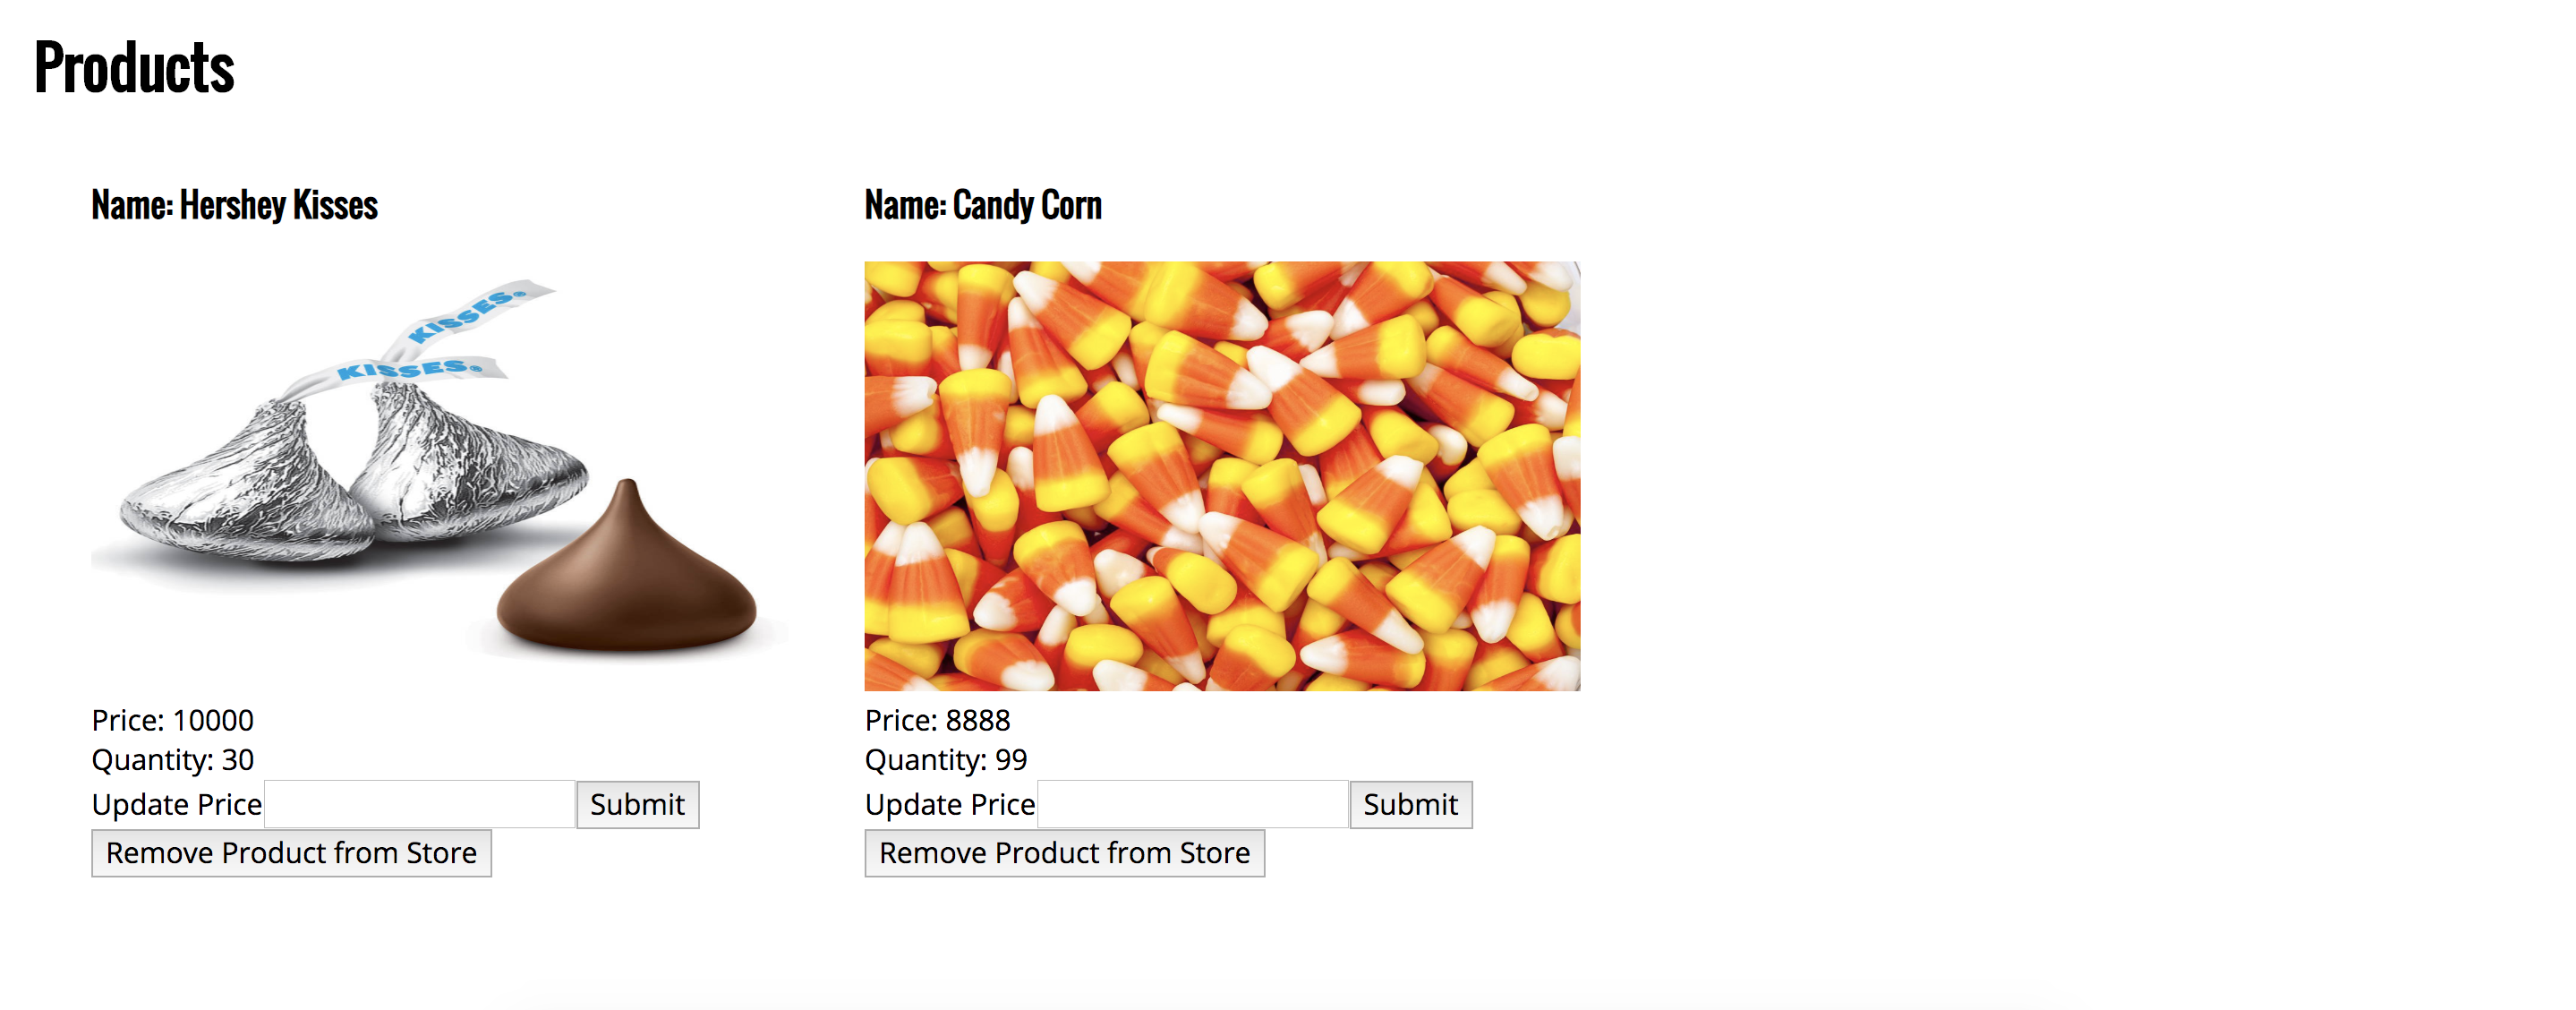 Products
Name: Hershey Kisses
KISSES®
KISSES®
Price: 10000
Quantity: 30
Update Price Submit
Remove Product from Store
Name: Candy Corn
Price: 8888
Quantity: 99
Update Price Submit
Remove Product from Store